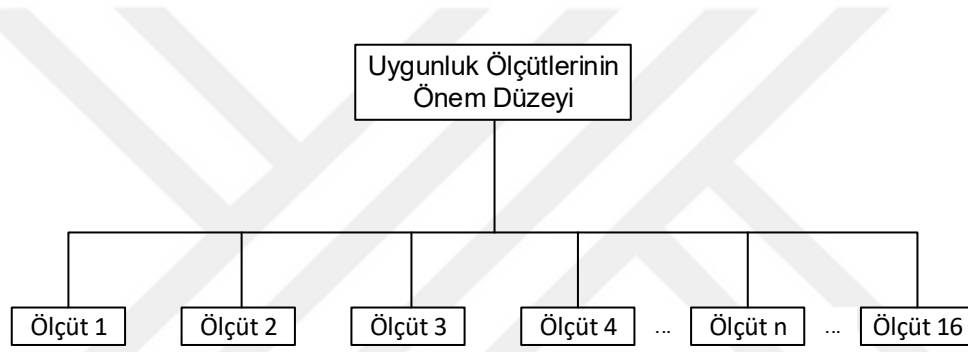 Uygunluk Ölçütlerinin
Önem Düzeyi
Ölçüt 1 Ölçüt 2 Ölçüt 3 Ölçüt 4 ... Ölçüt n ... Ölçüt 16